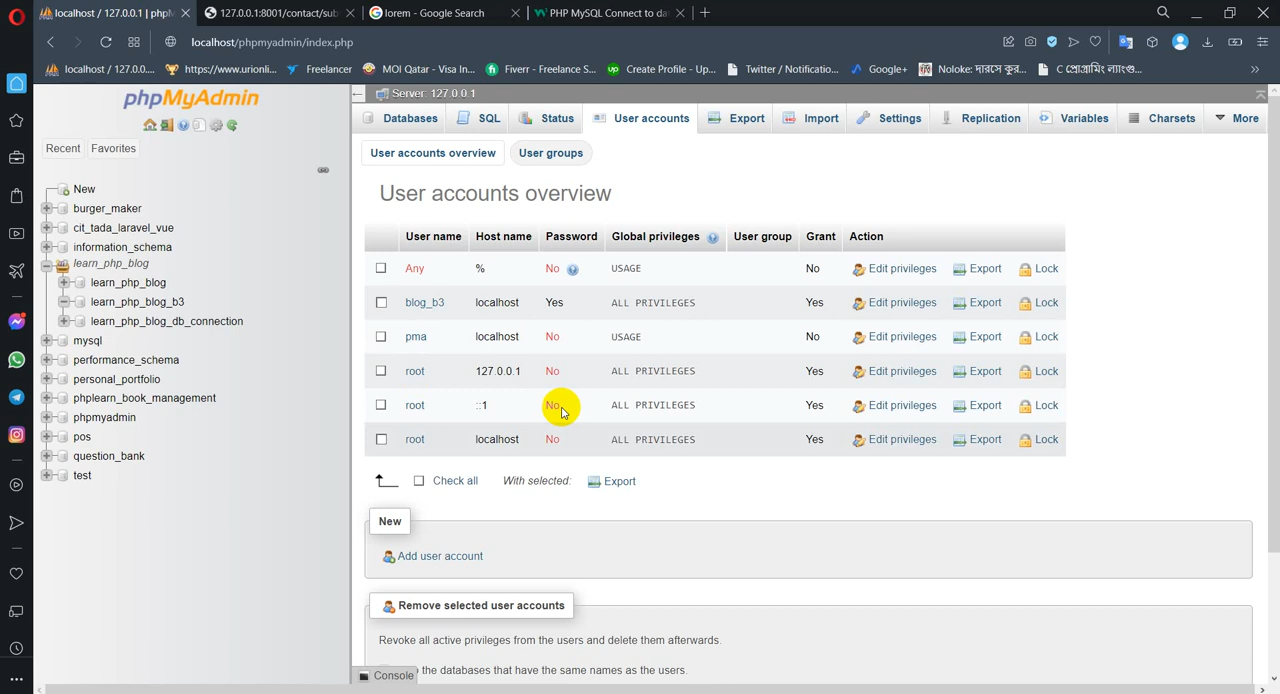 localhost / 127.0.0.1 | phpM
127.0.0.1:8001/contact/sub
lorem - Google Search
PHP MySQL Connect to da
localhost/phpmyadmin/index.php
localhost / 127.0.0....
https://www.urionli...
Freelancer
MOI Qatar - Visa In...
Fiverr - Freelance S...
Create Profile - Up...
Twitter / Notificatio...
Google+
Noloke: দারসে কুর...
C প্রোগ্রামিং ল্যাংগু...
phpMyAdmin
Server: 127.0.0.1
Databases
SQL
Status
User accounts
Export
Import
Settings
Replication
Variables
Charsets
More
Recent
Favorites
User accounts overview
User groups
New
burger_maker
cit_tada_laravel_vue
information_schema
learn_php_blog
learn_php_blog
learn_php_blog_b3
learn_php_blog_db_connection
mysql
performance_schema
personal_portfolio
phplearn_book_management
phpmyadmin
pos
question_bank
test
User accounts overview
User name Host name Password Global privileges User group Grant Action
Any % No USAGE No Edit privileges Export Lock
blog_b3 localhost Yes ALL PRIVILEGES Yes Edit privileges Export Lock
pma localhost No USAGE No Edit privileges Export Lock
root 127.0.0.1 No ALL PRIVILEGES Yes Edit privileges Export Lock
root ::1 No ALL PRIVILEGES Yes Edit privileges Export Lock
root localhost No ALL PRIVILEGES Yes Edit privileges Export Lock
Check all With selected: Export
New
Add user account
Remove selected user accounts
Revoke all active privileges from the users and delete them afterwards.
the databases that have the same names as the users.
Console